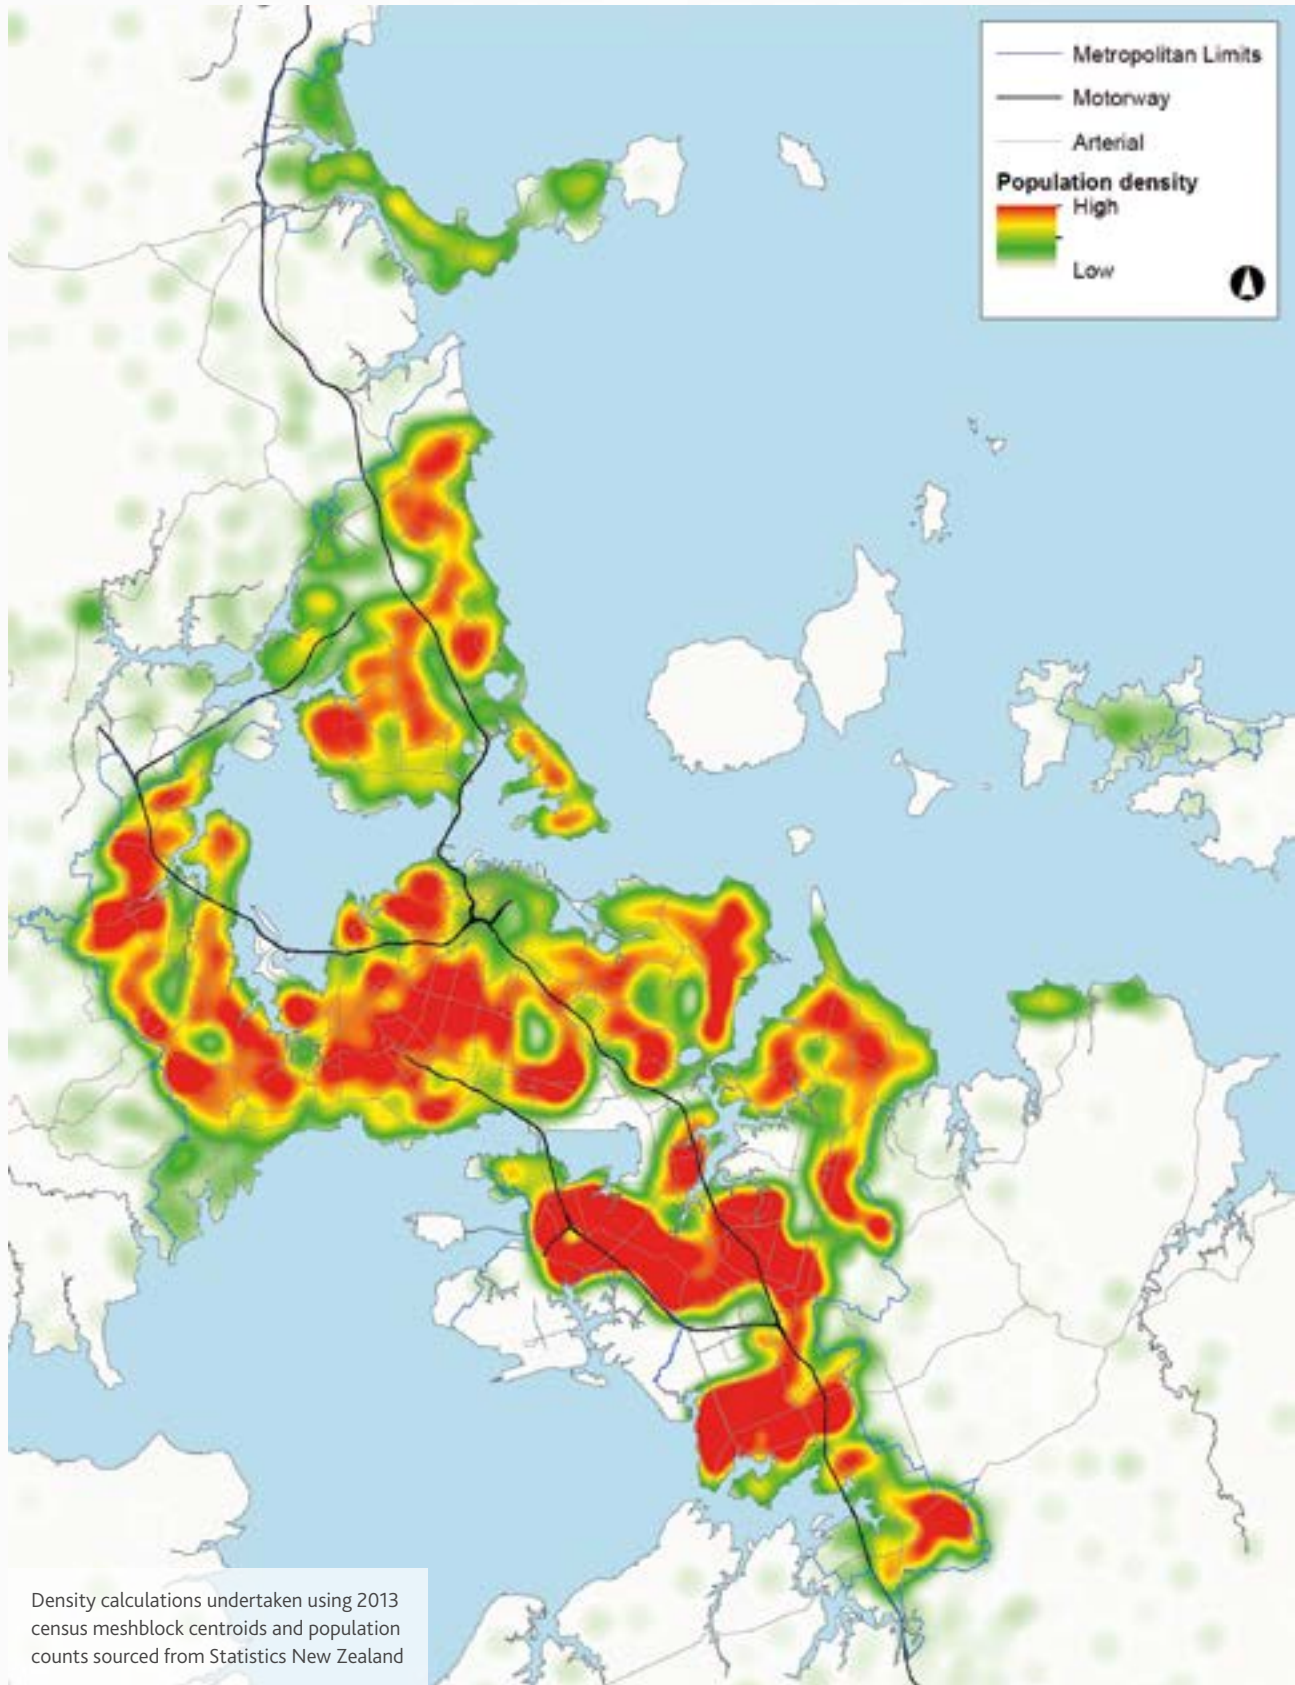 Metropolitan Limits
Motorway
Arterial
Population density
High
Low
Density calculations undertaken using 2013
census meshblock centroids and population
counts sourced from Statistics New Zealand